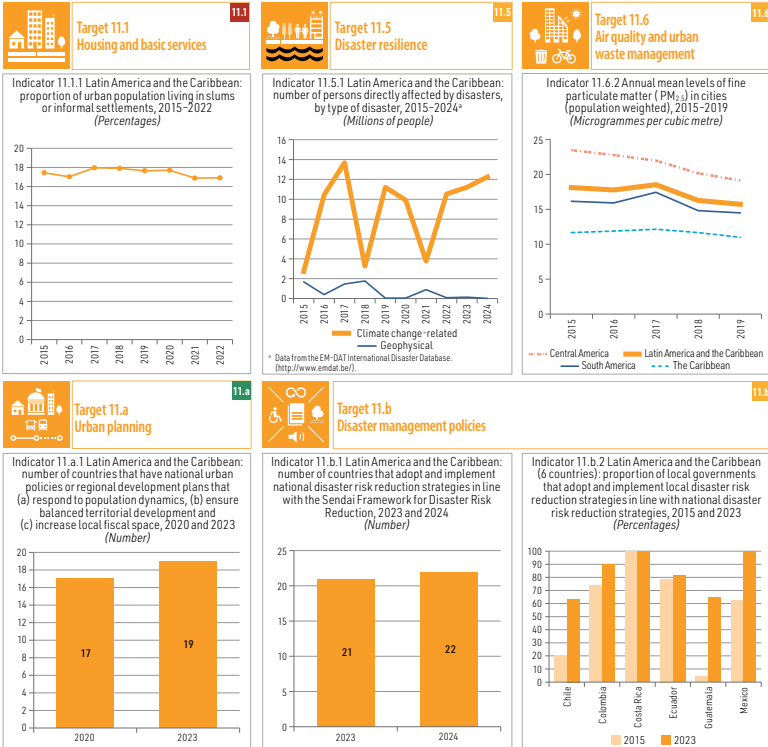 11.1
Target 11.1
Housing and basic services
Indicator 11.1.1 Latin America and the Caribbean:
proportion of urban population living in slums
or informal settlements, 2015–2022
(Percentages)
20
18
16
14
12
10
8
6
4
2
0
2015
2016
2017
2018
2019
2020
2021
2022
11.5
Target 11.5
Disaster resilience
Indicator 11.5.1 Latin America and the Caribbean:
number of persons directly affected by disasters,
by type of disaster, 2015–2024ª
(Millions of people)
16
14
12
10
8
6
4
2
0
2015
2016
2017
2018
2019
2020
2021
2022
2023
2024
Climate change-related
Geophysical
ª Data from the EM-DAT International Disaster Database.
(http://www.emdat.be/).
11.6
Target 11.6
Air quality and urban
waste management
Indicator 11.6.2 Annual mean levels of fine
particulate matter ( PM2.5) in cities
(population weighted), 2015–2019
(Microgrammes per cubic metre)
25
20
15
10
5
0
2015
2016
2017
2018
2019
Central America
Latin America and the Caribbean
South America
The Caribbean
11.a
Target 11.a
Urban planning
Indicator 11.a.1 Latin America and the Caribbean:
number of countries that have national urban
policies or regional development plans that
(a) respond to population dynamics, (b) ensure
balanced territorial development and
(c) increase local fiscal space, 2020 and 2023
(Number)
20
18
16
14
12
10
8
6
4
2
0
17
19
2020
2023
11.b
Target 11.b
Disaster management policies
Indicator 11.b.1 Latin America and the Caribbean:
number of countries that adopt and implement
national disaster risk reduction strategies in line
with the Sendai Framework for Disaster Risk
Reduction, 2023 and 2024
(Number)
25
20
15
10
5
0
21
22
2023
2024
Indicator 11.b.2 Latin America and the Caribbean
(6 countries): proportion of local governments
that adopt and implement local disaster risk
reduction strategies in line with national disaster
risk reduction strategies, 2015 and 2023
(Percentages)
100
90
80
70
60
50
40
30
20
10
0
Chile
Colombia
Costa Rica
Ecuador
Guatemala
Mexico
2015
2023